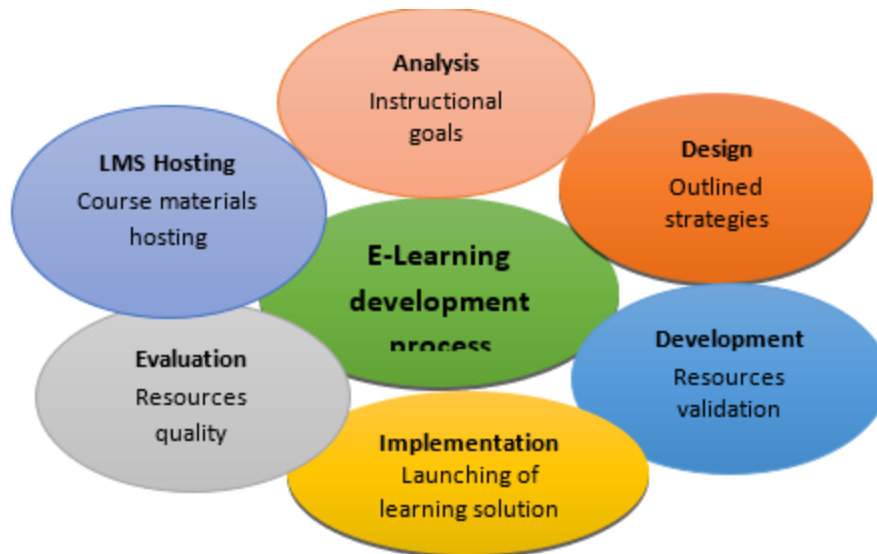 Analysis
Instructional
goals
Design
Outlined
strategies
Development
Resources
validation
Implementation
Launching of
learning solution
Evaluation
Resources
quality
LMS Hosting
Course materials
hosting
E-Learning
development
process